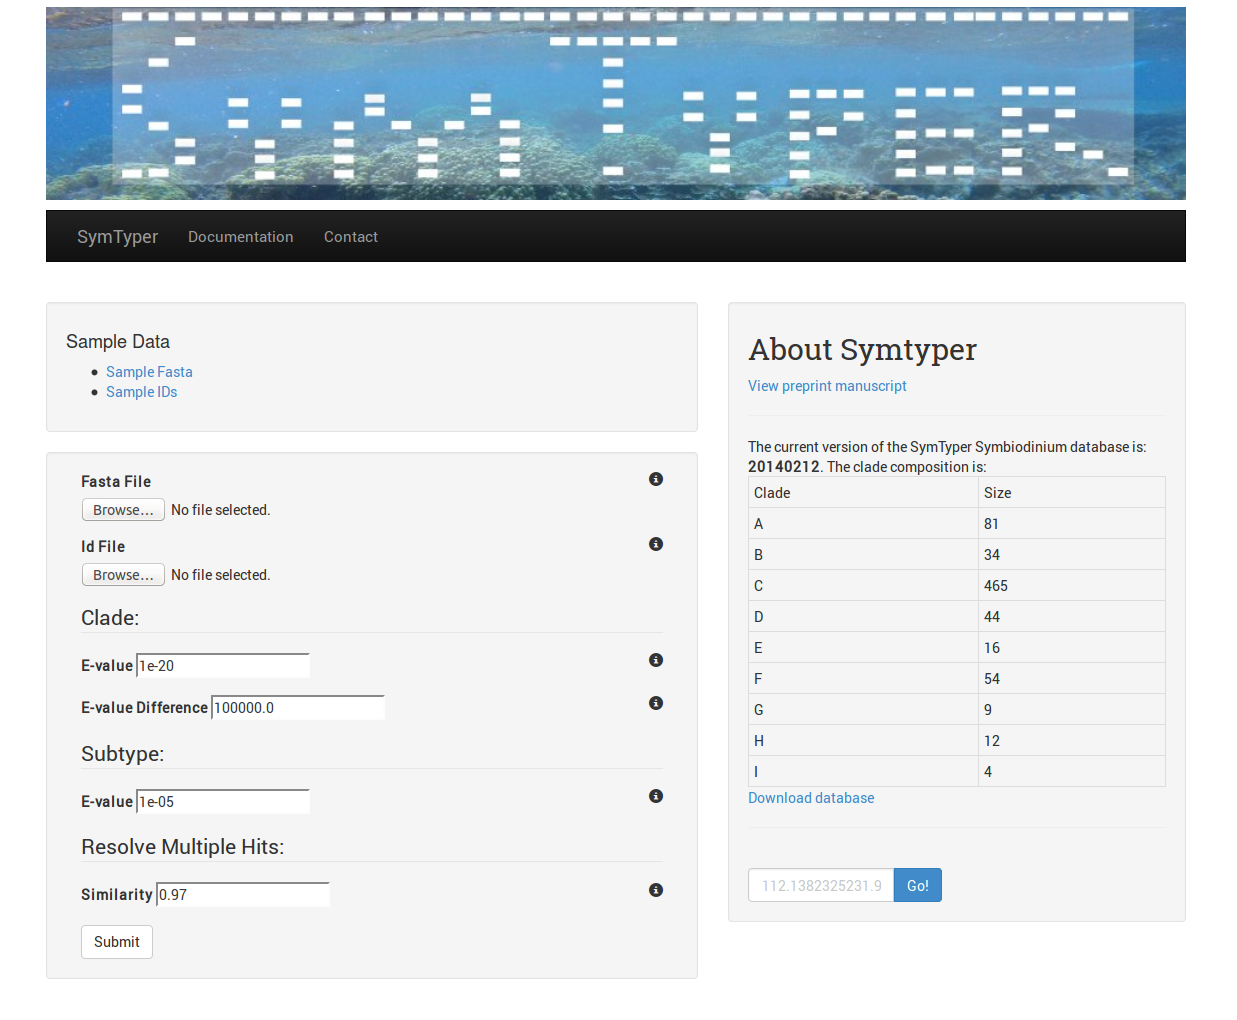 SymTyper
SymTyper Documentation Contact
Sample Data
Sample Fasta
Sample IDs
Fasta File
Browse... No file selected.
Id File
Browse... No file selected.
Clade:
E-value 1e-20
E-value Difference 100000.0
Subtype:
E-value 1e-05
Resolve Multiple Hits:
Similarity 0.97
Submit
About Symtyper
View preprint manuscript
The current version of the SymTyper Symbiodinium database is:
20140212. The clade composition is:
Clade Size
A 81
B 34
C 465
D 44
E 16
F 54
G 9
H 12
I 4
Download database
112.1382325231.9 Go!